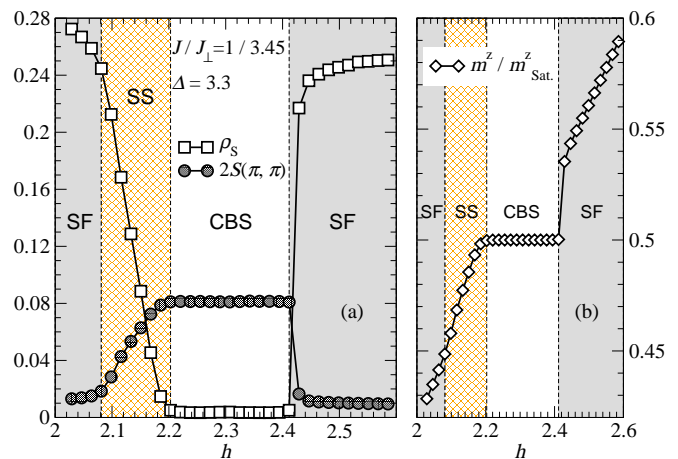 0.28
0.24
0.2
0.16
0.12
0.08
0.04
0
J / J⊥=1 / 3.45
Δ = 3.3
SS
ρS
2S(π, π)
SF
CBS
SF
(a)
2
2.1
2.2
2.3
2.4
2.5
h
m^z / m^z_Sat.
SF
SS
CBS
SF
(b)
0.6
0.55
0.5
0.45
2
2.2
2.4
2.6
h